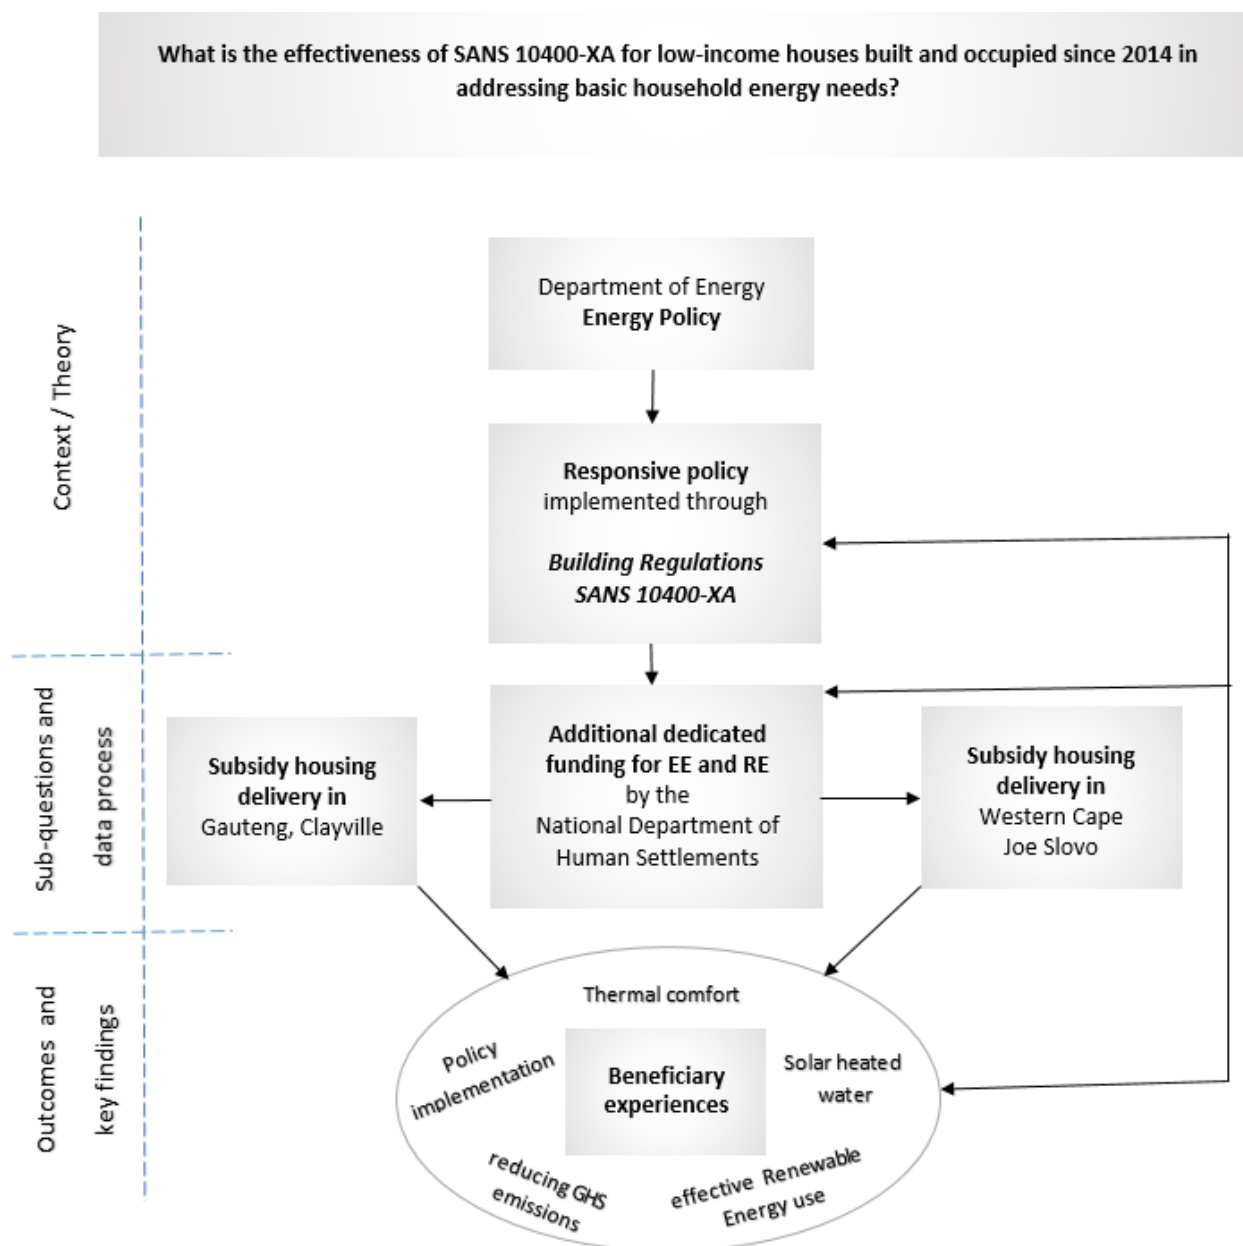 What is the effectiveness of SANS 10400-XA for low-income houses built and occupied since 2014 in
addressing basic household energy needs?
Context / Theory
Department of Energy
Energy Policy
Responsive policy
implemented through
Building Regulations
SANS 10400-XA
Sub-questions and
data process
Subsidy housing
delivery in
Gauteng, Clayville
Additional dedicated
funding for EE and RE
by the
National Department of
Human Settlements
Subsidy housing
delivery in
Western Cape
Joe Slovo
Outcomes and
key findings
Thermal comfort
Policy
implementation
Beneficiary
experiences
Solar heated
water
reducing GHS
emissions
effective Renewable
Energy use